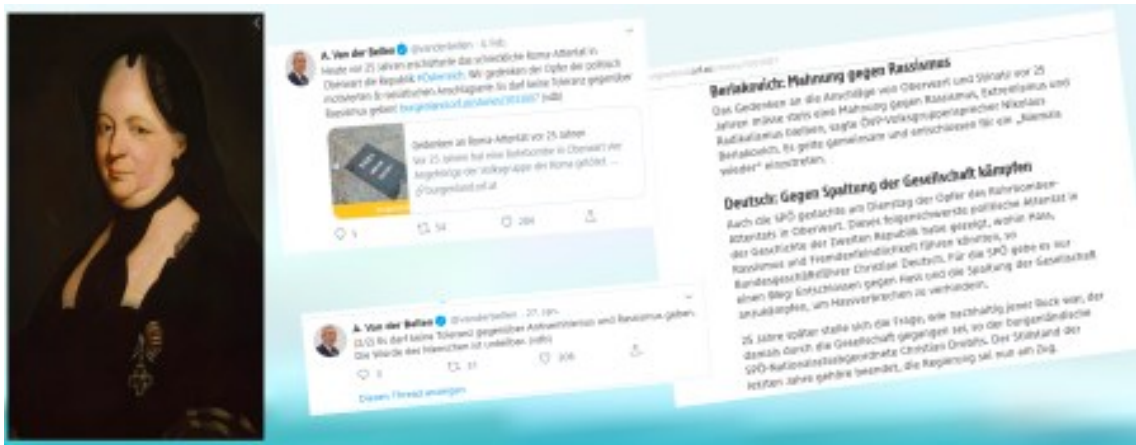 A. Van der Bellen @vanderbellen · 4. Feb.
Heute vor 25 Jahren erschütterte das schreckliche Roma-Attentat in
Oberwart die Republik #Österreich. Wir gedenken der Opfer der politisch
motivierten & rassistischen Anschlagserie. Es darf keine Toleranz gegenüber
Rassismus geben! (vdb)
Gedenken an Roma-Attentat vor 25 Jahren
Vor 25 Jahren hat eine Rohrbombe in Oberwart vier
Angehörige der Volksgruppe der Roma getötet. ...
burgenland.orf.at
54
A. Van der Bellen @vanderbellen · 27. Jan.
(2/2) Es darf keine Toleranz gegenüber Antisemitismus und Rassismus geben.
Die Würde des Menschen ist unteilbar. (vdb)
Diesen Thread anzeigen
Berlakovich: Mahnung gegen Rassismus
Das Gedenken an die Anschläge von Oberwart und Stinatz vor 25
Jahren müsse stets eine Mahnung gegen Rassismus, Extremismus und
Radikalismus bleiben, sagte ÖVP-Volksgruppensprecher Nikolaus
Berlakovich. Es gelte gemeinsam und entschlossen für ein „Niemals
wieder“ einzutreten.
Deutsch: Gegen Spaltung der Gesellschaft kämpfen
Auch die SPÖ gedachte am Dienstag der Opfer des Rohrbomben-
Attentats in Oberwart. Dieses folgenschwerste politische Attentat in
der Geschichte der Zweiten Republik habe gezeigt, wohin Hass,
Rassismus und Fremdenfeindlichkeit führen könnten, so
Bundesgeschäftsführer Christian Deutsch. Für die SPÖ gebe es nur
einen Weg: Entschlossen gegen Hass und die Spaltung der Gesellschaft
anzukämpfen, um Hassverbrechen zu verhindern.
25 Jahre später stelle sich die Frage, wie nachhaltig jener Ruck war, der
damals durch die Gesellschaft gegangen sei, so der burgenländische
SPÖ-Nationalratsabgeordnete Christian Drobits. Der Stillstand der
letzten Jahre gehöre beendet, die Regierung sei nun am Zug.